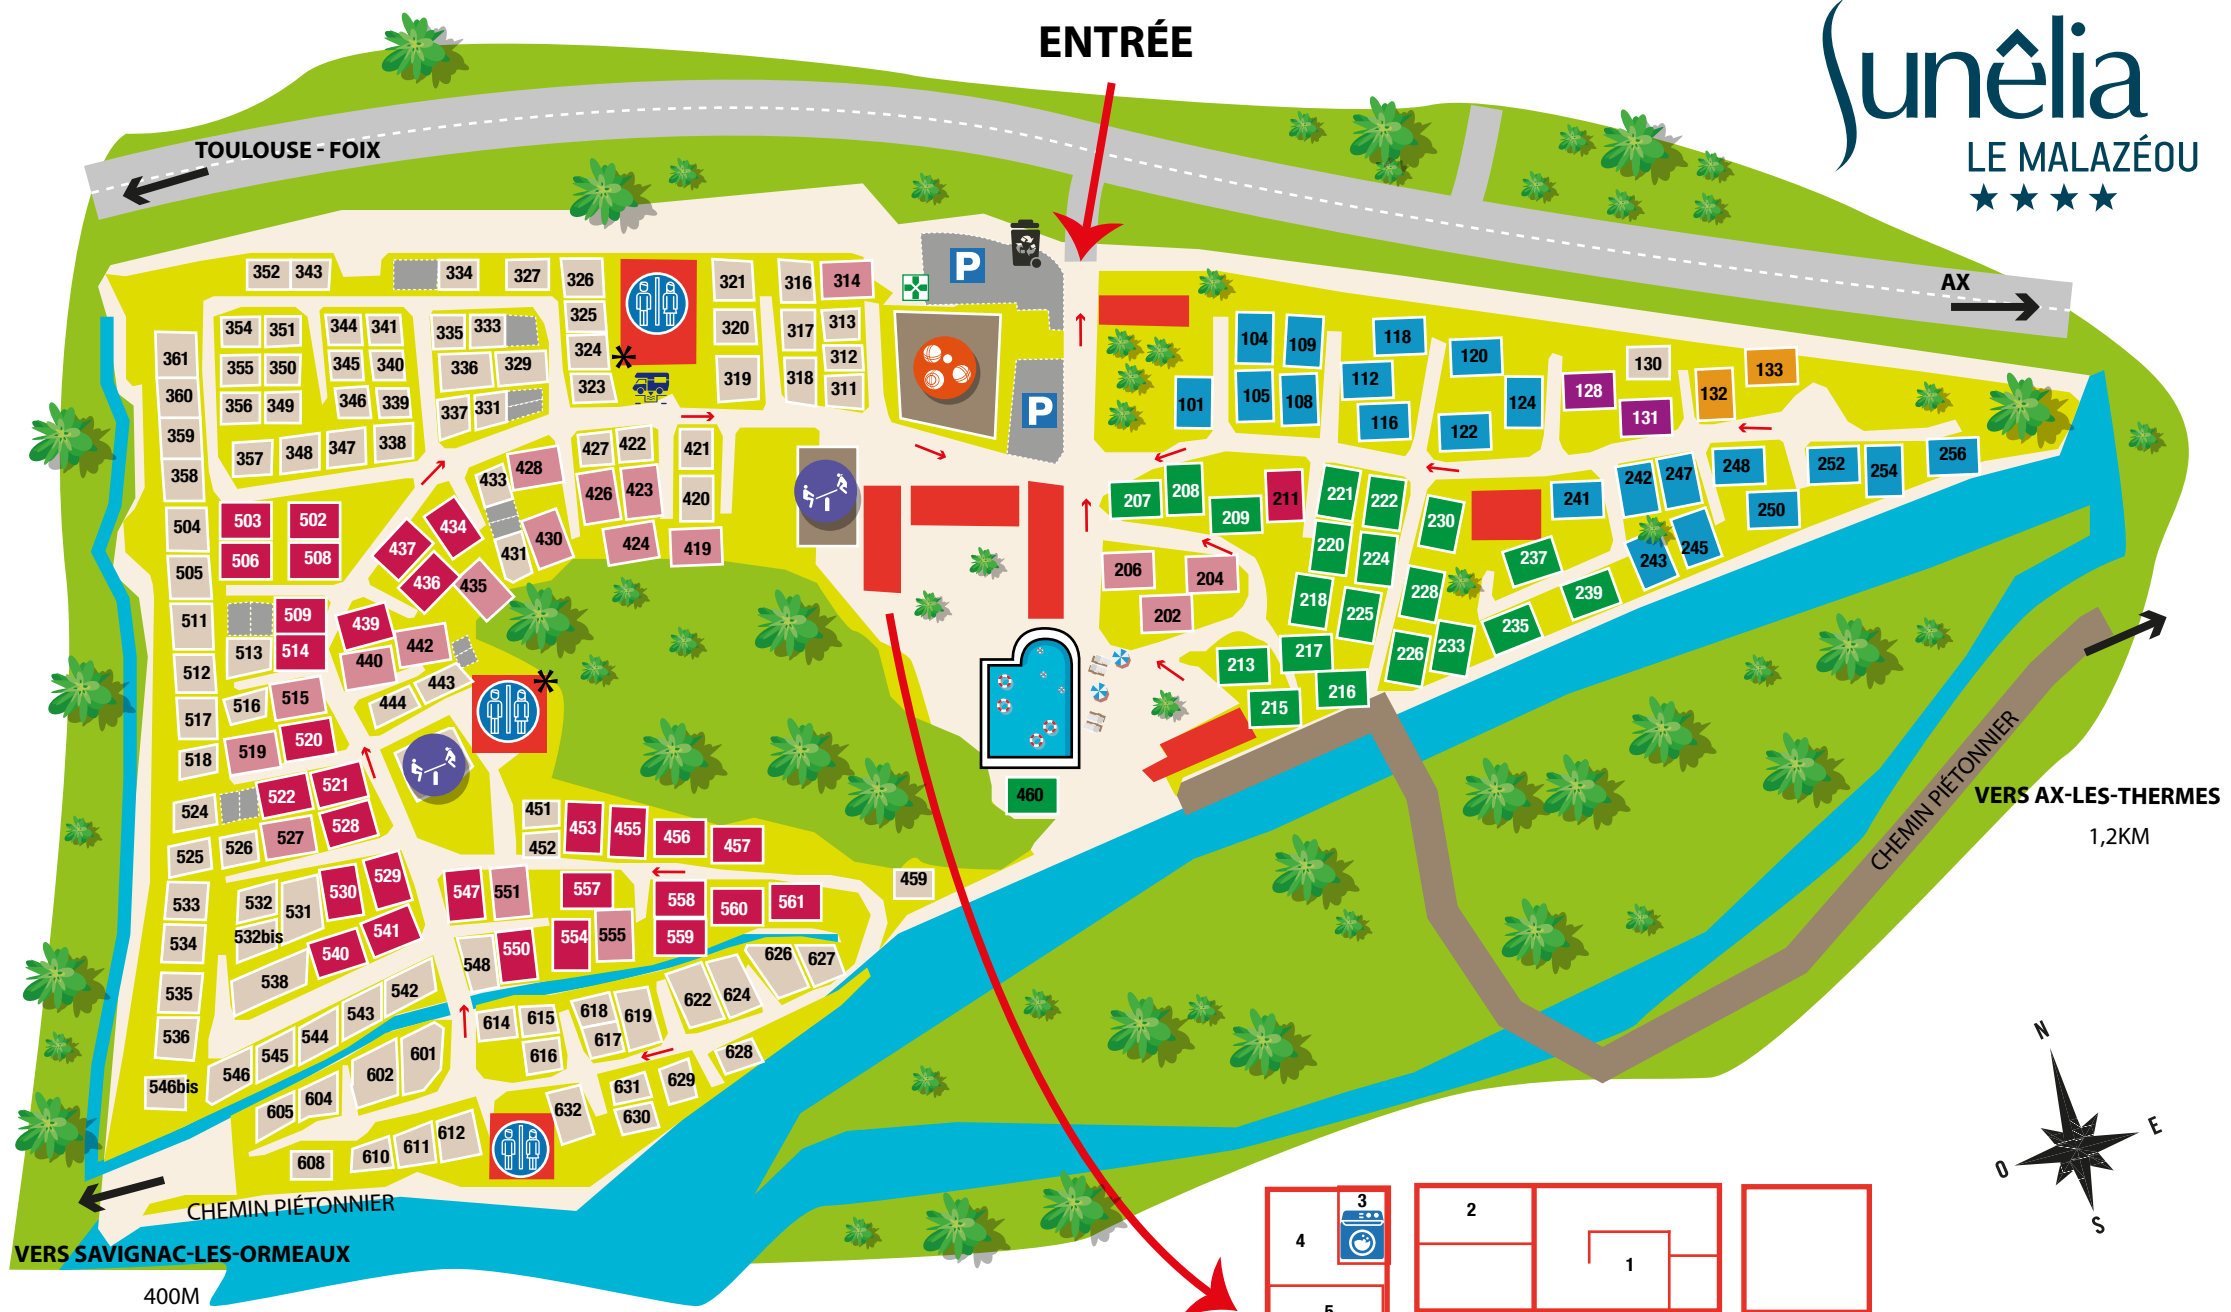 ENTRÉE
Sunêlia
LE MALAZÉOU
TOULOUSE - FOIX
AX
P
P
352 343 334 327 326 321 316 314
325 320 317 313
354 351 344 341 335 333
324 312
361 355 350 345 340 336 329 323 319 318 311
360 356 349 346 339 337 331
359 357 348 347 338
358
427 422 421
433 428 426 423 420
504 503 502 437 434 431 430 424 419
505 506 508 436 435
511 509 439 442
512 513 514 440 443
517 516 515 444
518 519 520
524 522 521
525 526 527 528
451 453 455 456 457
452
459
460
533 532 531 530 529 547 551 557 558 560 561
534 532bis 540 541 548 550 554 555 559
535 538 542 626 627
536 543 622 624
544 614 615 618 619
545 601 616 617
546bis 546 602 628
605 604 632 631 629
630
608 610 611 612
104 109 118 120
101 105 108 112 116 122 124
128 130 131 132 133
207 208 209 211 221 222 230 241 242 247 248 252 254 256
250
206 204 220 224 237 243 245
202 218 225 228 239
213 217 226 233 235
215 216
CHEMIN PIÉTONNIER
VERS AX-LES-THERMES
1,2KM
N
E
O
S
CHEMIN PIÉTONNIER
VERS SAVIGNAC-LES-ORMEAUX
400M
3
2
4
1
5